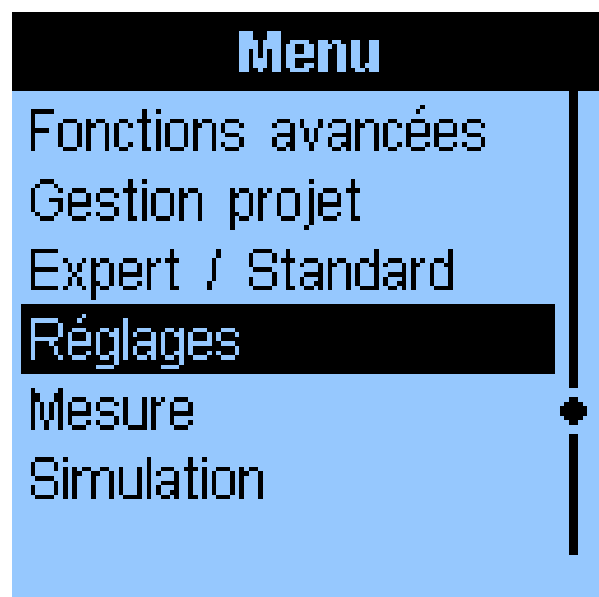 Menu
Fonctions avancées
Gestion projet
Expert / Standard
Réglages
Mesure
Simulation